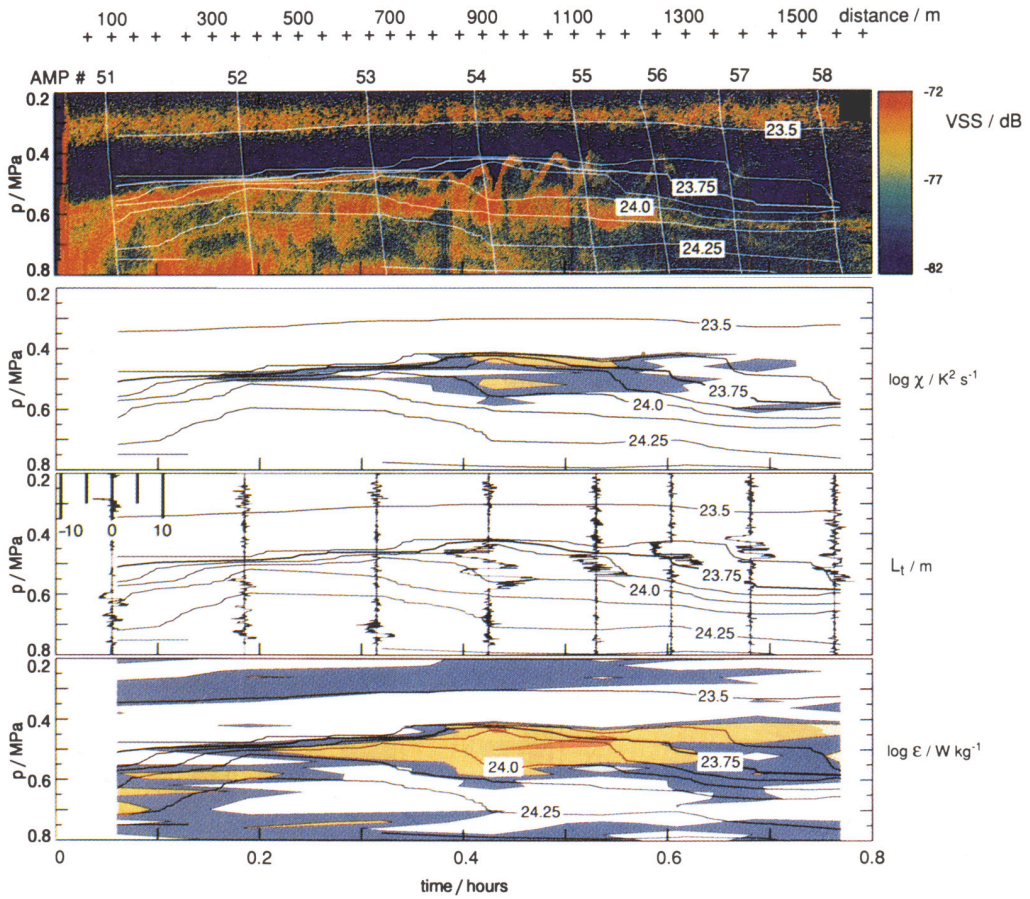 100 300 500 700 900 1100 1300 1500 distance / m
+ + + + + + + + + + + + + + + + + + + + + + + + + + + + + +
AMP # 51 52 53 54 55 56 57 58
0.2
0.4
0.6
0.8
p / MPa
23.5
23.75
24.0
24.25
-72
-77
-82
VSS / dB
0.2
0.4
0.6
0.8
p / MPa
23.5
23.75
24.0
24.25
log χ / K² s⁻¹
0.2
0.4
0.6
0.8
p / MPa
-10 0 10
23.5
23.75
24.0
24.25
Lₜ / m
0.2
0.4
0.6
0.8
p / MPa
23.5
23.75
24.0
24.25
log ε / W kg⁻¹
0 0.2 0.4 0.6 0.8
time / hours